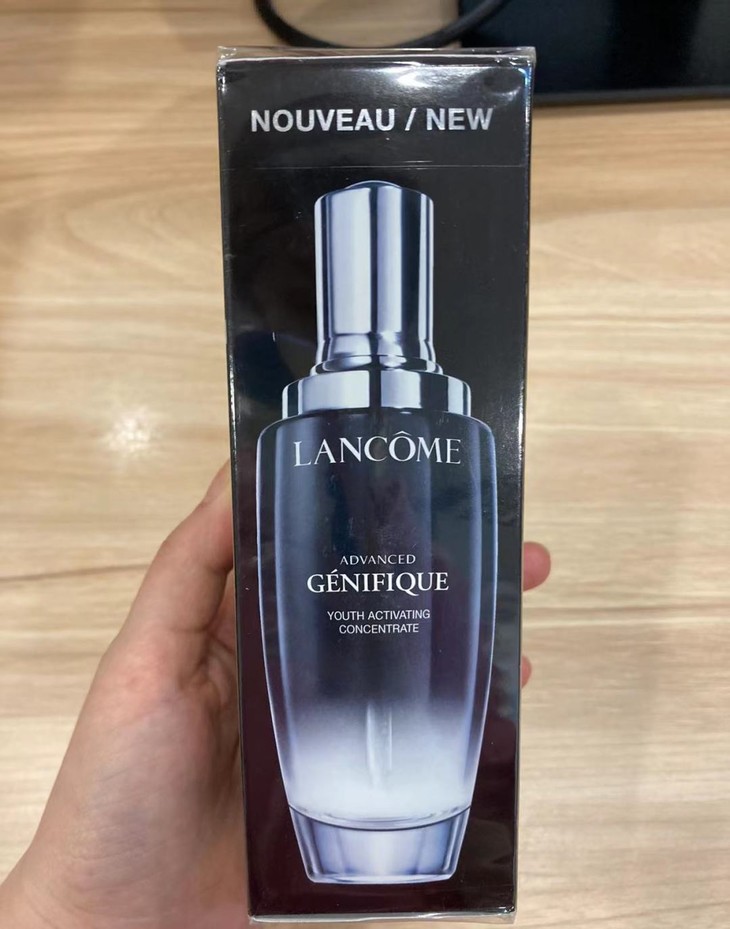 NOUVEAU / NEW
LANCÔME
ADVANCED
GÉNIFIQUE
YOUTH ACTIVATING
CONCENTRATE